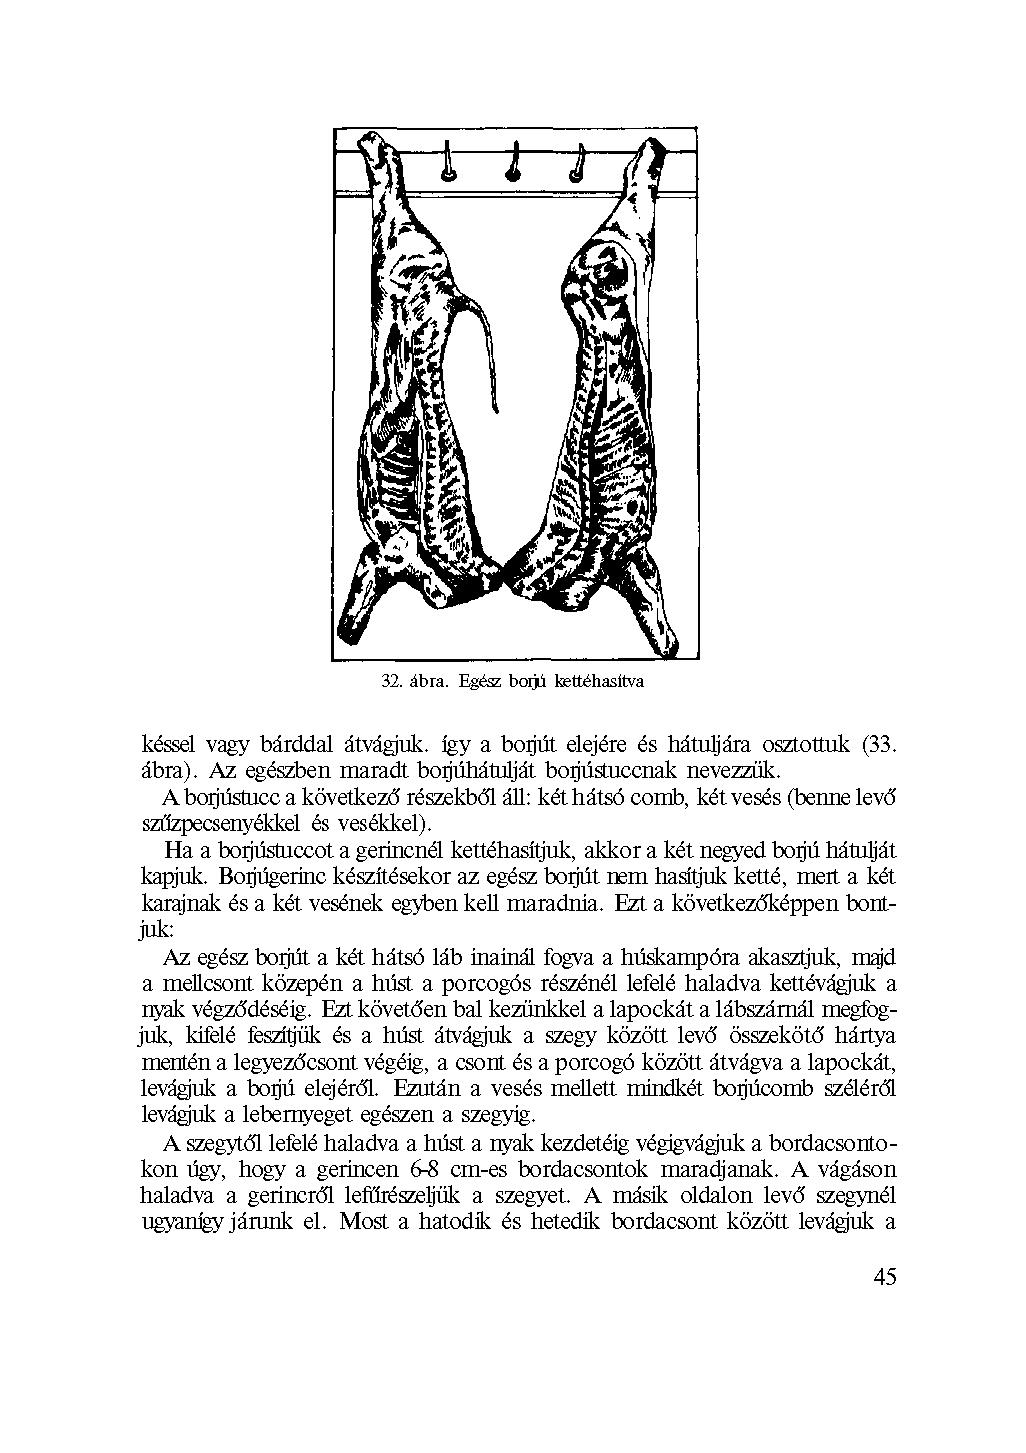 32. ábra. Egész borjú kettéhasítva
késsel vagy bárddal átvágjuk. így a borjút elejére és hátuljára osztottuk (33.
ábra). Az egészben maradt borjúhátulját borjústuccnak nevezzük.
A borjústucc a következő részekből áll: két hátsó comb, két vesés (benne levő
szűzpecsenyékkel és vesékkel).
Ha a borjústuccot a gerincnél kettéhasítjuk, akkor a két negyed borjú hátulját
kapjuk. Borjúgerinc készítésekor az egész borjút nem hasítjuk ketté, mert a két
karajnak és a két vesének egyben kell maradnia. Ezt a következőképpen bont-
juk:
Az egész borjút a két hátsó láb inainál fogva a húskampóra akasztjuk, majd
a mellcsont közepén a húst a porcogós részénél lefelé haladva kettévágjuk a
nyak végződéséig. Ezt követően bal kezünkkel a lapockát a lábszárnál megfog-
juk, kifelé feszítjük és a húst átvágjuk a szegy között levő összekötő hártya
mentén a legyezőcsont végéig, a csont és a porcogó között átvágva a lapockát,
levágjuk a borjú elejéről. Ezután a vesés mellett mindkét borjúcomb széléről
levágjuk a lebernyeget egészen a szegyig.
A szegytől lefelé haladva a húst a nyak kezdetéig végigvágjuk a bordacsonto-
kon úgy, hogy a gerincen 6-8 cm-es bordacsontok maradjanak. A vágáson
haladva a gerincről lefűrészeljük a szegyet. A másik oldalon levő szegynél
ugyanígy járunk el. Most a hatodik és hetedik bordacsont között levágjuk a
45